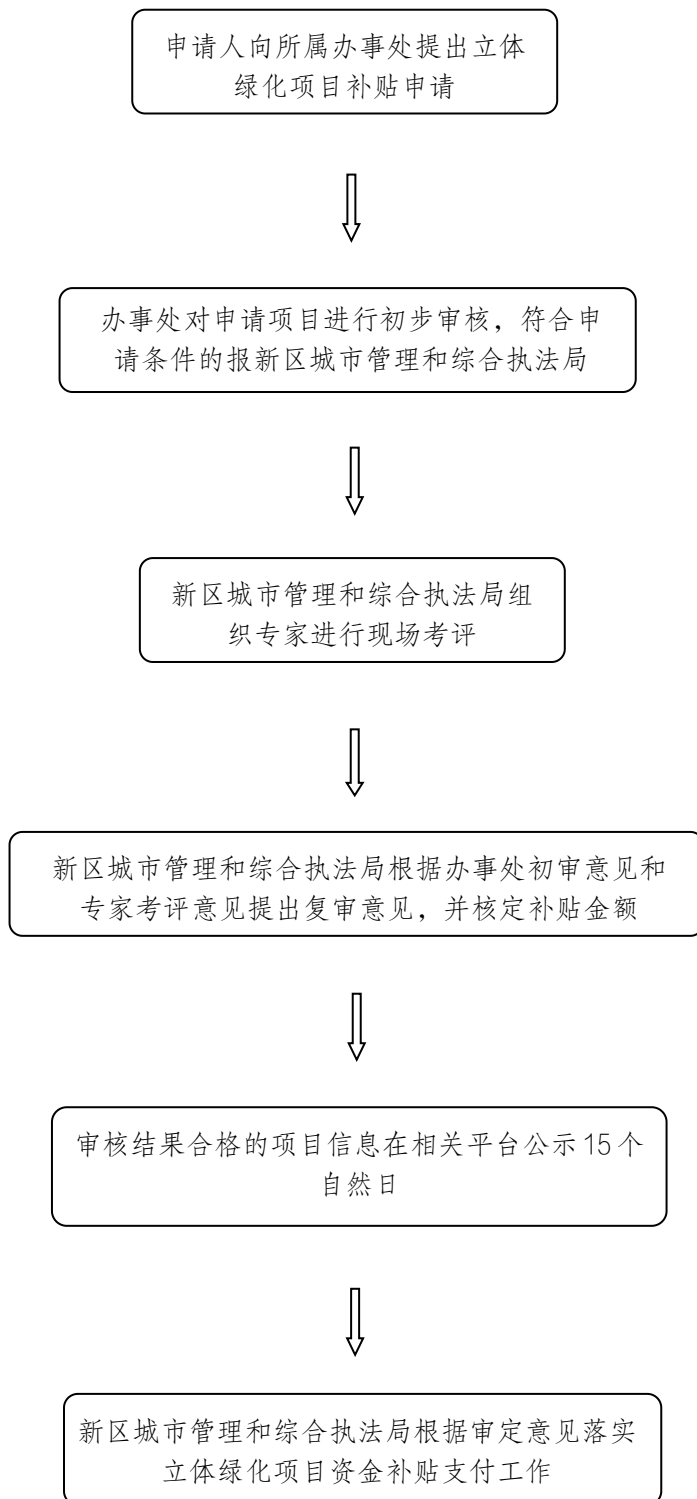 申请人向所属办事处提出立体
绿化项目补贴申请
办事处对申请项目进行初步审核，符合申
请条件的报新区城市管理和综合执法局
新区城市管理和综合执法局组
织专家进行现场考评
新区城市管理和综合执法局根据办事处初审意见和
专家考评意见提出复审意见，并核定补贴金额
审核结果合格的项目信息在相关平台公示15个
自然日
新区城市管理和综合执法局根据审定意见落实
立体绿化项目资金补贴支付工作